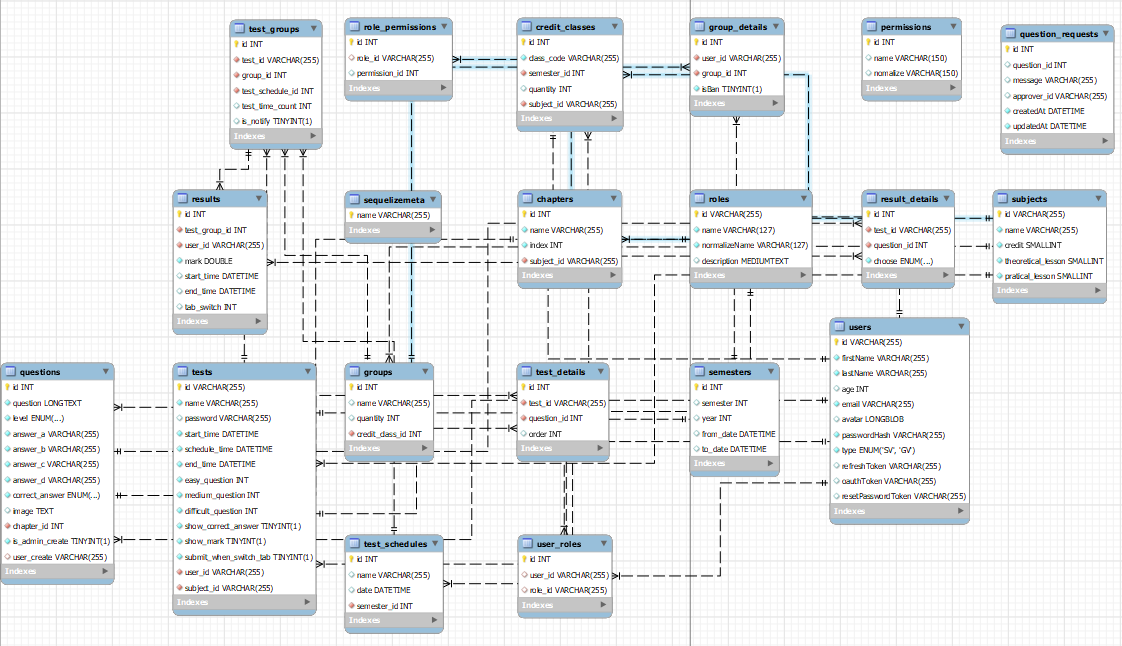 test_groups
id INT
test_id VARCHAR(255)
group_id INT
test_schedule_id INT
test_time_count INT
is_notify TINYINT(1)
Indexes
role_permissions
id INT
role_id VARCHAR(255)
permission_id INT
Indexes
credit_classes
id INT
class_code VARCHAR(255)
semester_id INT
quantity INT
subject_id VARCHAR(255)
Indexes
group_details
id INT
user_id VARCHAR(255)
group_id INT
isBan TINYINT(1)
Indexes
permissions
id INT
name VARCHAR(150)
nomalize VARCHAR(150)
Indexes
question_requests
id INT
question_id INT
message VARCHAR(255)
approver_id VARCHAR(255)
createdAt DATETIME
updatedAt DATETIME
Indexes
results
id INT
test_group_id INT
user_id VARCHAR(255)
mark DOUBLE
start_time DATETIME
end_time DATETIME
tab_switch INT
Indexes
sequelizemeta
name VARCHAR(255)
Indexes
chapters
id INT
name VARCHAR(255)
index INT
subject_id VARCHAR(255)
Indexes
roles
id VARCHAR(255)
name VARCHAR(127)
normalizeName VARCHAR(127)
description MEDIUMTEXT
Indexes
result_details
id INT
test_id VARCHAR(255)
question_id INT
choose ENUM(...)
Indexes
subjects
id VARCHAR(255)
name VARCHAR(255)
credit SMALLINT
theoretical_lesson SMALLINT
pratical_lesson SMALLINT
Indexes
questions
id INT
question LONGTEXT
level ENUM(...)
answer_a VARCHAR(255)
answer_b VARCHAR(255)
answer_c VARCHAR(255)
answer_d VARCHAR(255)
correct_answer ENUM(...)
image TEXT
chapter_id INT
is_admin_create TINYINT(1)
user_create VARCHAR(255)
Indexes
tests
id VARCHAR(255)
name VARCHAR(255)
password VARCHAR(255)
start_time DATETIME
schedule_time DATETIME
end_time DATETIME
easy_question INT
medium_question INT
difficult_question INT
show_correct_answer TINYINT(1)
show_mark TINYINT(1)
submit_when_switch_tab TINYINT(1)
user_id VARCHAR(255)
subject_id VARCHAR(255)
Indexes
groups
id INT
name VARCHAR(255)
quantity INT
credit_class_id INT
Indexes
test_details
id INT
test_id VARCHAR(255)
question_id INT
order INT
Indexes
semesters
id INT
semester INT
year INT
from_date DATETIME
to_date DATETIME
Indexes
users
id VARCHAR(255)
firstName VARCHAR(255)
lastName VARCHAR(255)
age INT
email VARCHAR(255)
avatar LONGBLOB
passwordHash VARCHAR(255)
type ENUM('SV', 'GV')
refreshToken VARCHAR(255)
oauthToken VARCHAR(255)
resetPasswordToken VARCHAR(255)
Indexes
test_schedules
id INT
name VARCHAR(255)
date DATETIME
semester_id INT
Indexes
user_roles
id INT
user_id VARCHAR(255)
role_id VARCHAR(255)
Indexes